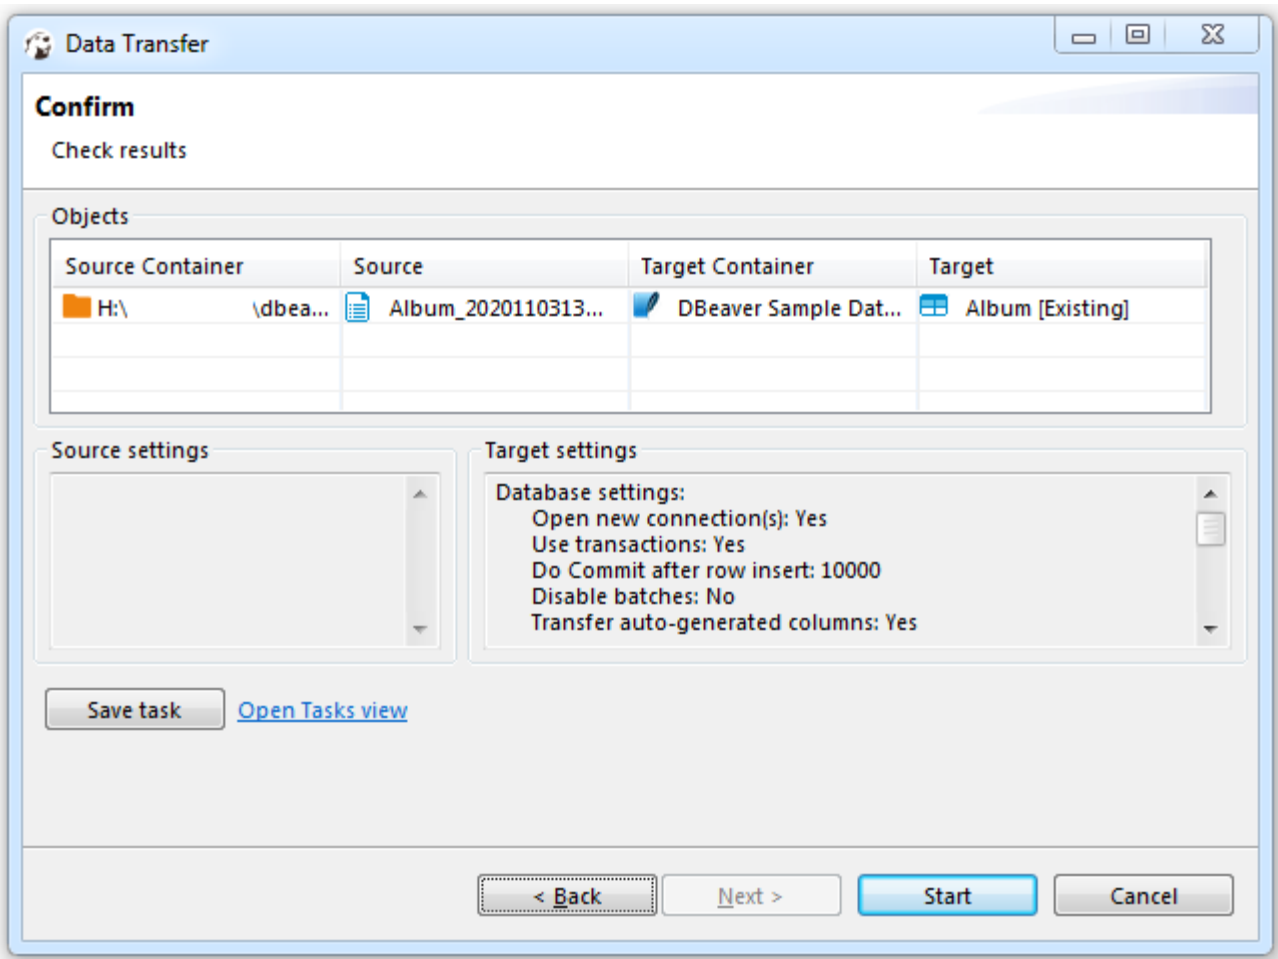 Data Transfer
Confirm
Check results
Objects
Source Container Source Target Container Target
H:\ \dbea... Album_2020110313... DBeaver Sample Dat... Album [Existing]
Source settings
Target settings
Database settings:
Open new connection(s): Yes
Use transactions: Yes
Do Commit after row insert: 10000
Disable batches: No
Transfer auto-generated columns: Yes
Save task Open Tasks view
< Back Next > Start Cancel